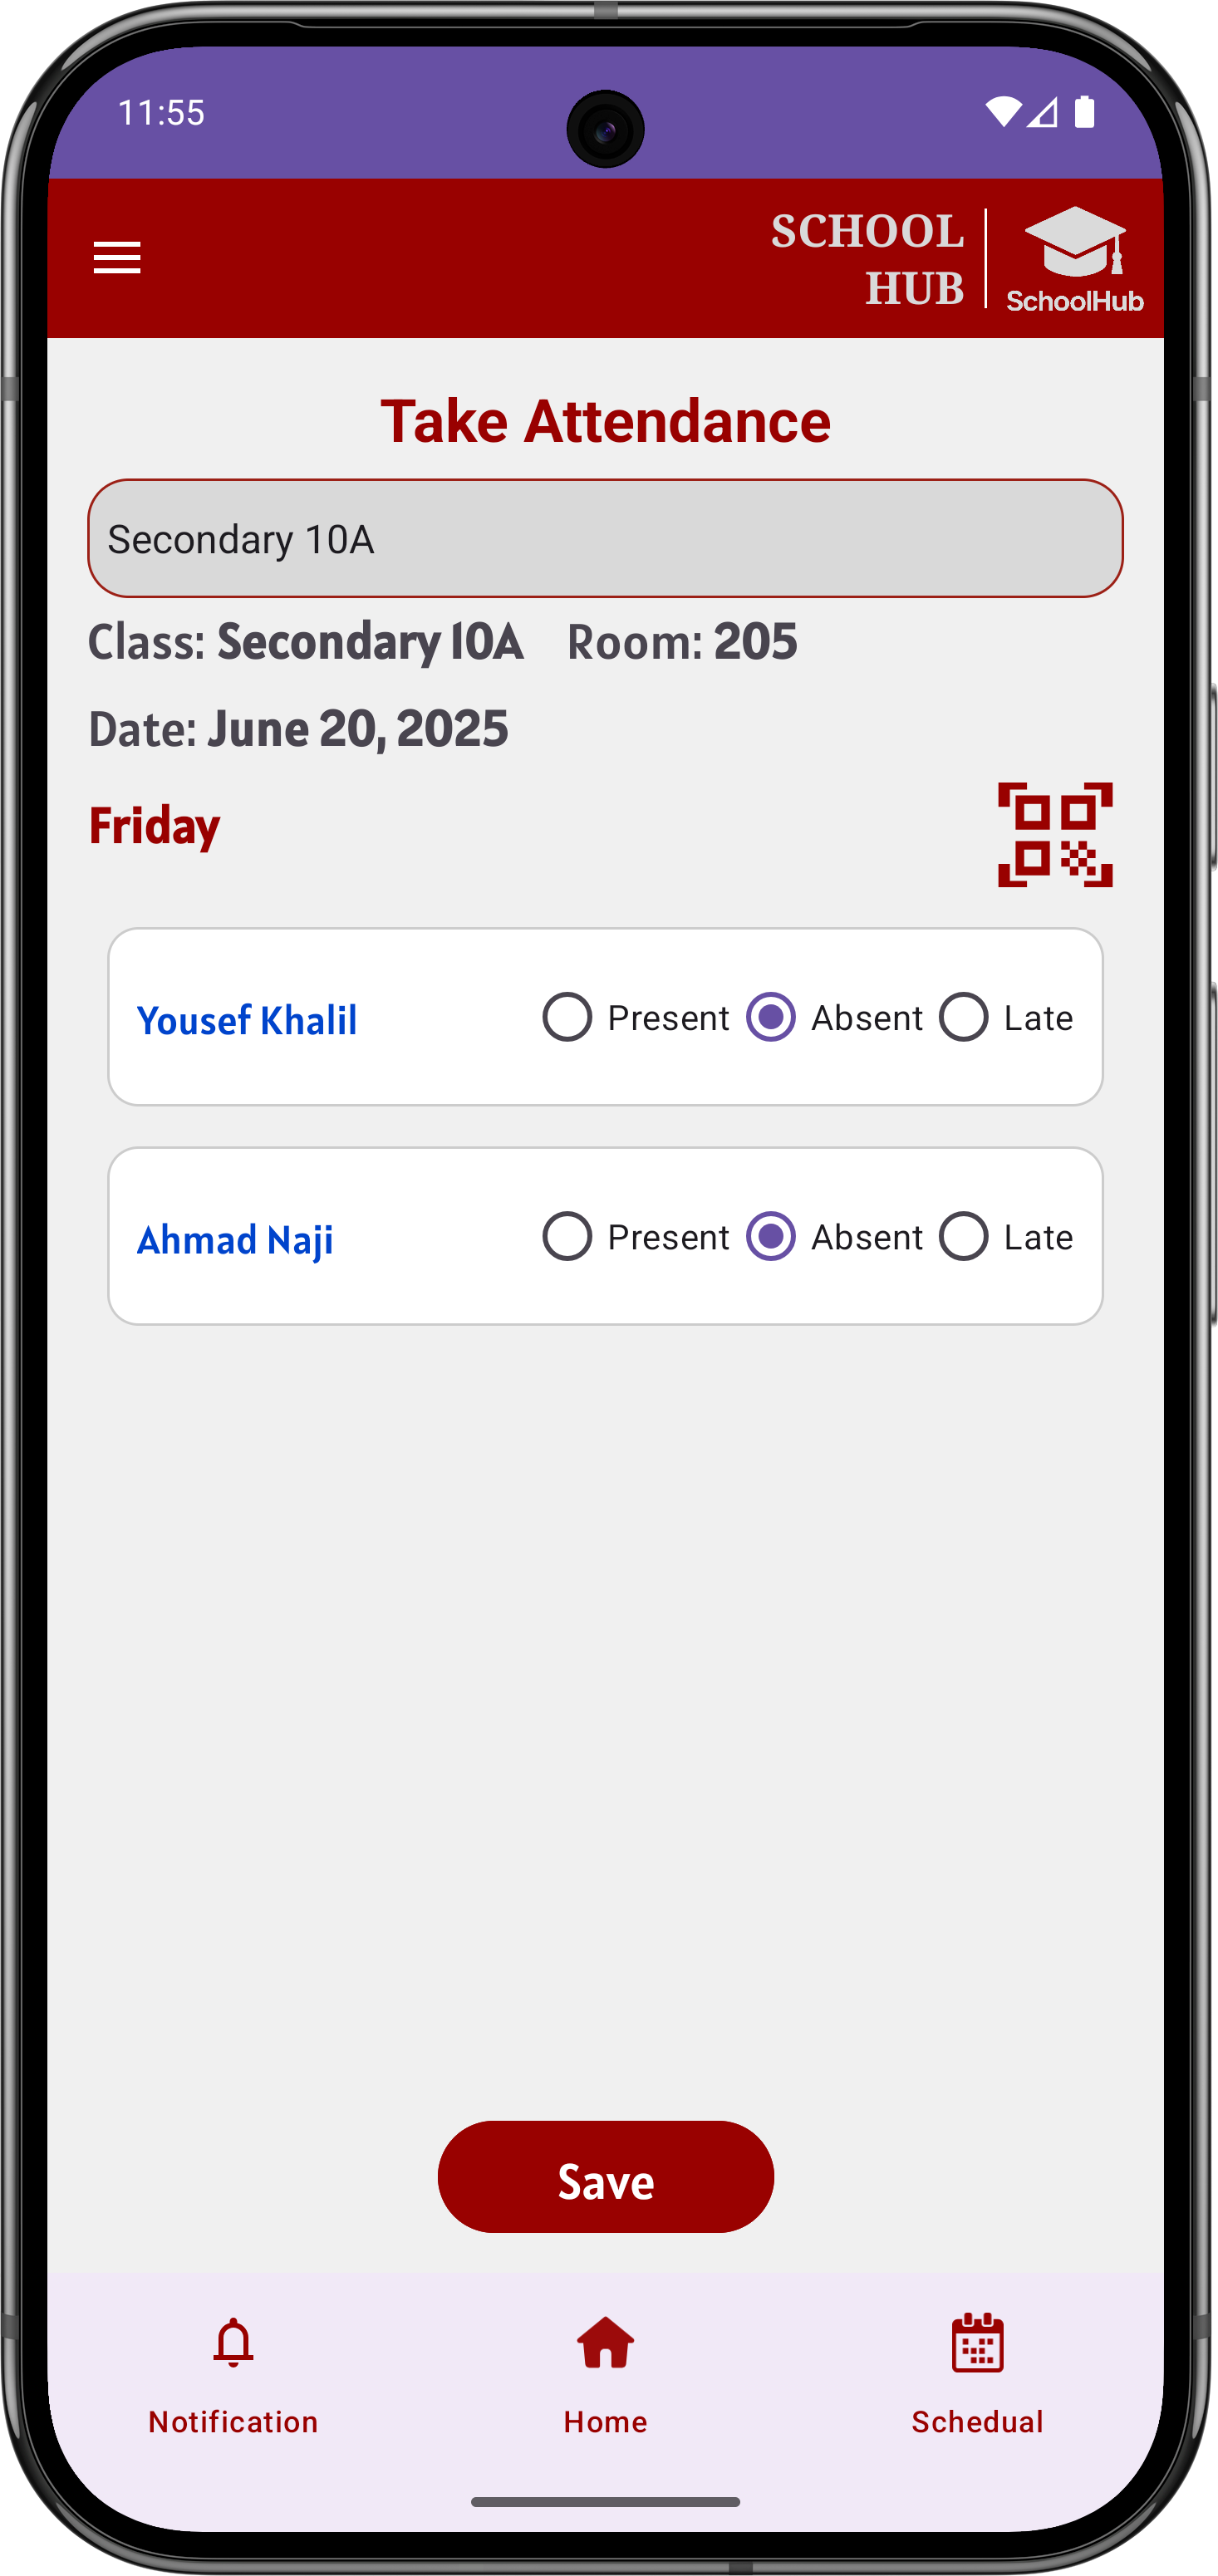 11:55
SCHOOL
HUB
SchoolHub
Take Attendance
Secondary 10A
Class: Secondary 10A Room: 205
Date: June 20, 2025
Friday
Yousef Khalil Present Absent Late
Ahmad Naji Present Absent Late
Save
Notification Home Schedual